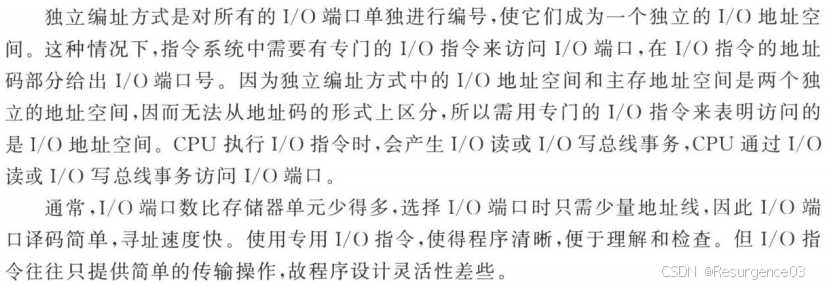 独立编址方式是对所有的 I/O 端口单独进行编号,使它们成为一个独立的 I/O 地址空
间。这种情况下,指令系统中需要有专门的 I/O 指令来访问 I/O 端口,在 I/O 指令的地址
码部分给出 I/O 端口号。因为独立编址方式中的 I/O 地址空间和主存地址空间是两个独
立的地址空间,因而无法从地址码的形式上区分,所以需用专门的 I/O 指令来表明访问的
是 I/O 地址空间。CPU 执行 I/O 指令时,会产生 I/O 读或 I/O 写总线事务,CPU 通过 I/O
读或 I/O 写总线事务访问 I/O 端口。
通常,I/O 端口数比存储器单元少得多,选择 I/O 端口时只需少量地址线,因此 I/O 端
口译码简单,寻址速度快。使用专用 I/O 指令,使得程序清晰,便于理解和检查。但 I/O 指
令往往只提供简单的传输操作,故程序设计灵活性差些。
CSDN @Resurgence03